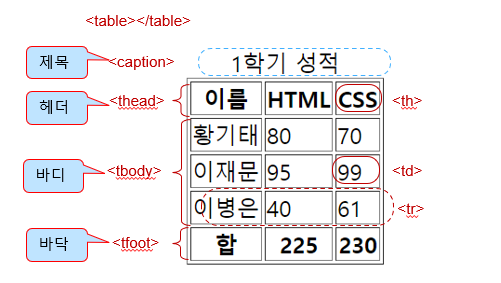 <table></table>
제목 <caption> 1학기 성적
헤더 <thead> 이름 HTML CSS <th>
황기태 80 70
바디 <tbody> 이재문 95 99 <td>
이병은 40 61 <tr>
바닥 <tfoot> 합 225 230